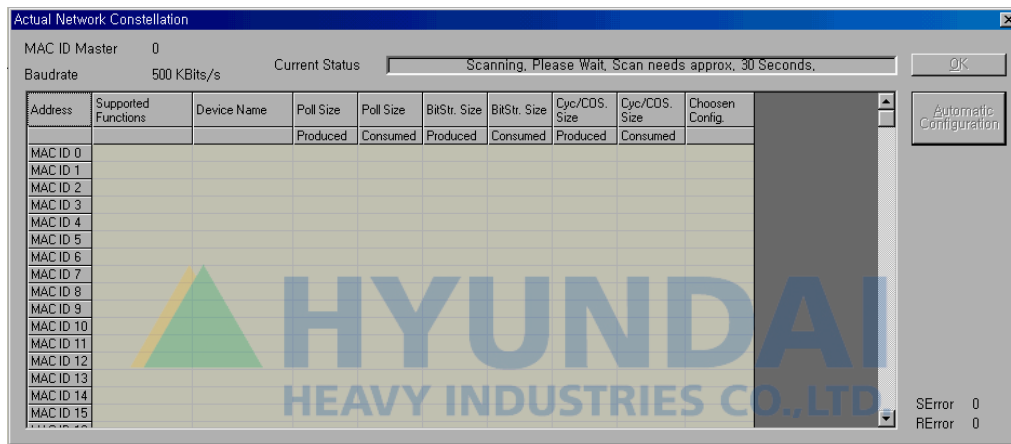 Actual Network Constellation
MAC ID Master 0
Baudrate 500 KBits/s
Current Status Scanning, Please Wait, Scan needs approx, 30 Seconds,
OK
Automatic Configuration
Address Supported Functions Device Name Poll Size Poll Size BitStr. Size BitStr. Size Cyc/COS. Size Cyc/COS. Size Choosen Config.
Produced Consumed Produced Consumed Produced Consumed
MAC ID 0
MAC ID 1
MAC ID 2
MAC ID 3
MAC ID 4
MAC ID 5
MAC ID 6
MAC ID 7
MAC ID 8
MAC ID 9
MAC ID 10
MAC ID 11
MAC ID 12
MAC ID 13
MAC ID 14
MAC ID 15
HYUNDAI
HEAVY INDUSTRIES CO.,LTD.
SError 0
RError 0